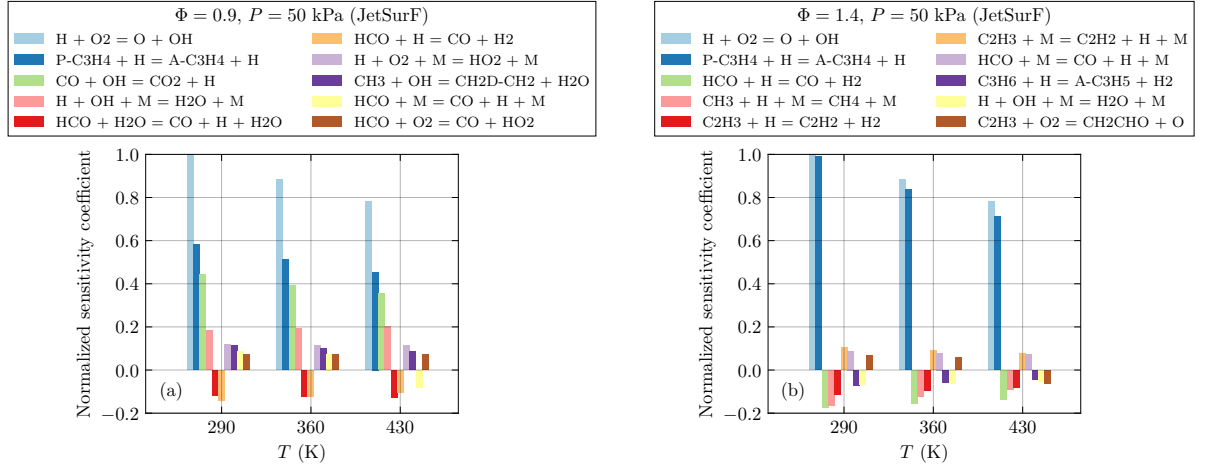 Φ = 0.9, P = 50 kPa (JetSurF)
H + O2 = O + OH
P-C3H4 + H = A-C3H4 + H
CO + OH = CO2 + H
H + OH + M = H2O + M
HCO + H2O = CO + H + H2O
HCO + H = CO + H2
H + O2 + M = HO2 + M
CH3 + OH = CH2D-CH2 + H2O
HCO + M = CO + H + M
HCO + O2 = CO + HO2
Normalized sensitivity coefficient
1.0
0.8
0.6
0.4
0.2
0.0
−0.2
(a)
290
360
430
T (K)
Φ = 1.4, P = 50 kPa (JetSurF)
H + O2 = O + OH
P-C3H4 + H = A-C3H4 + H
HCO + H = CO + H2
CH3 + H + M = CH4 + M
C2H3 + H = C2H2 + H2
C2H3 + M = C2H2 + H + M
HCO + M = CO + H + M
C3H6 + H = A-C3H5 + H2
H + OH + M = H2O + M
C2H3 + O2 = CH2CHO + O
Normalized sensitivity coefficient
1.0
0.8
0.6
0.4
0.2
0.0
−0.2
(b)
290
360
430
T (K)